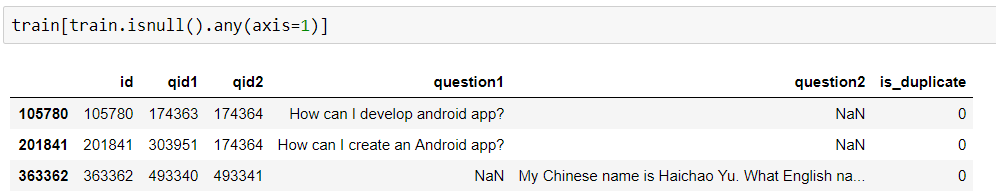 train[train.isnull().any(axis=1)]
id qid1 qid2 question1 question2 is_duplicate
105780 105780 174363 174364 How can I develop android app? NaN 0
201841 201841 303951 174364 How can I create an Android app? NaN 0
363362 363362 493340 493341 NaN My Chinese name is Haichao Yu. What English na... 0